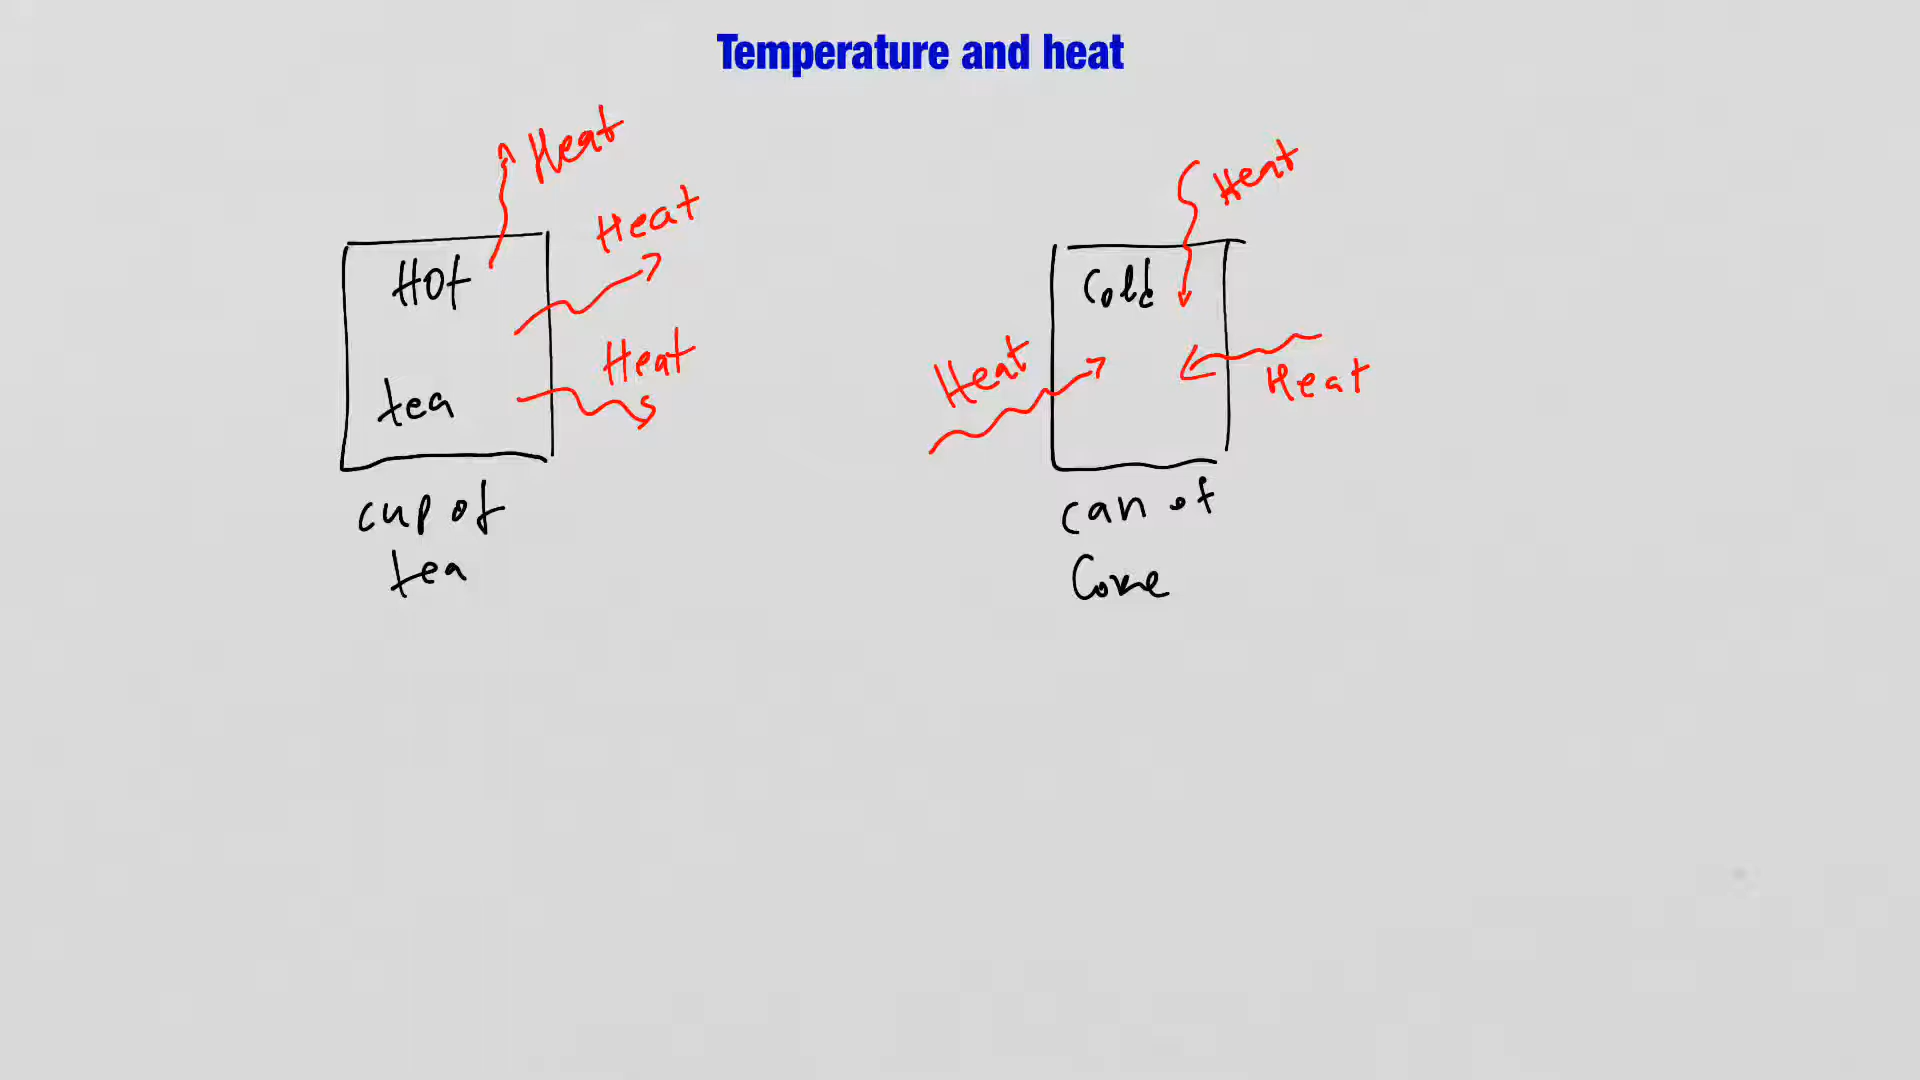 Temperature and heat
Heat
Heat
Heat
Hot
tea
cup of
tea
Heat
Cold
Heat
Heat
can of
Coke